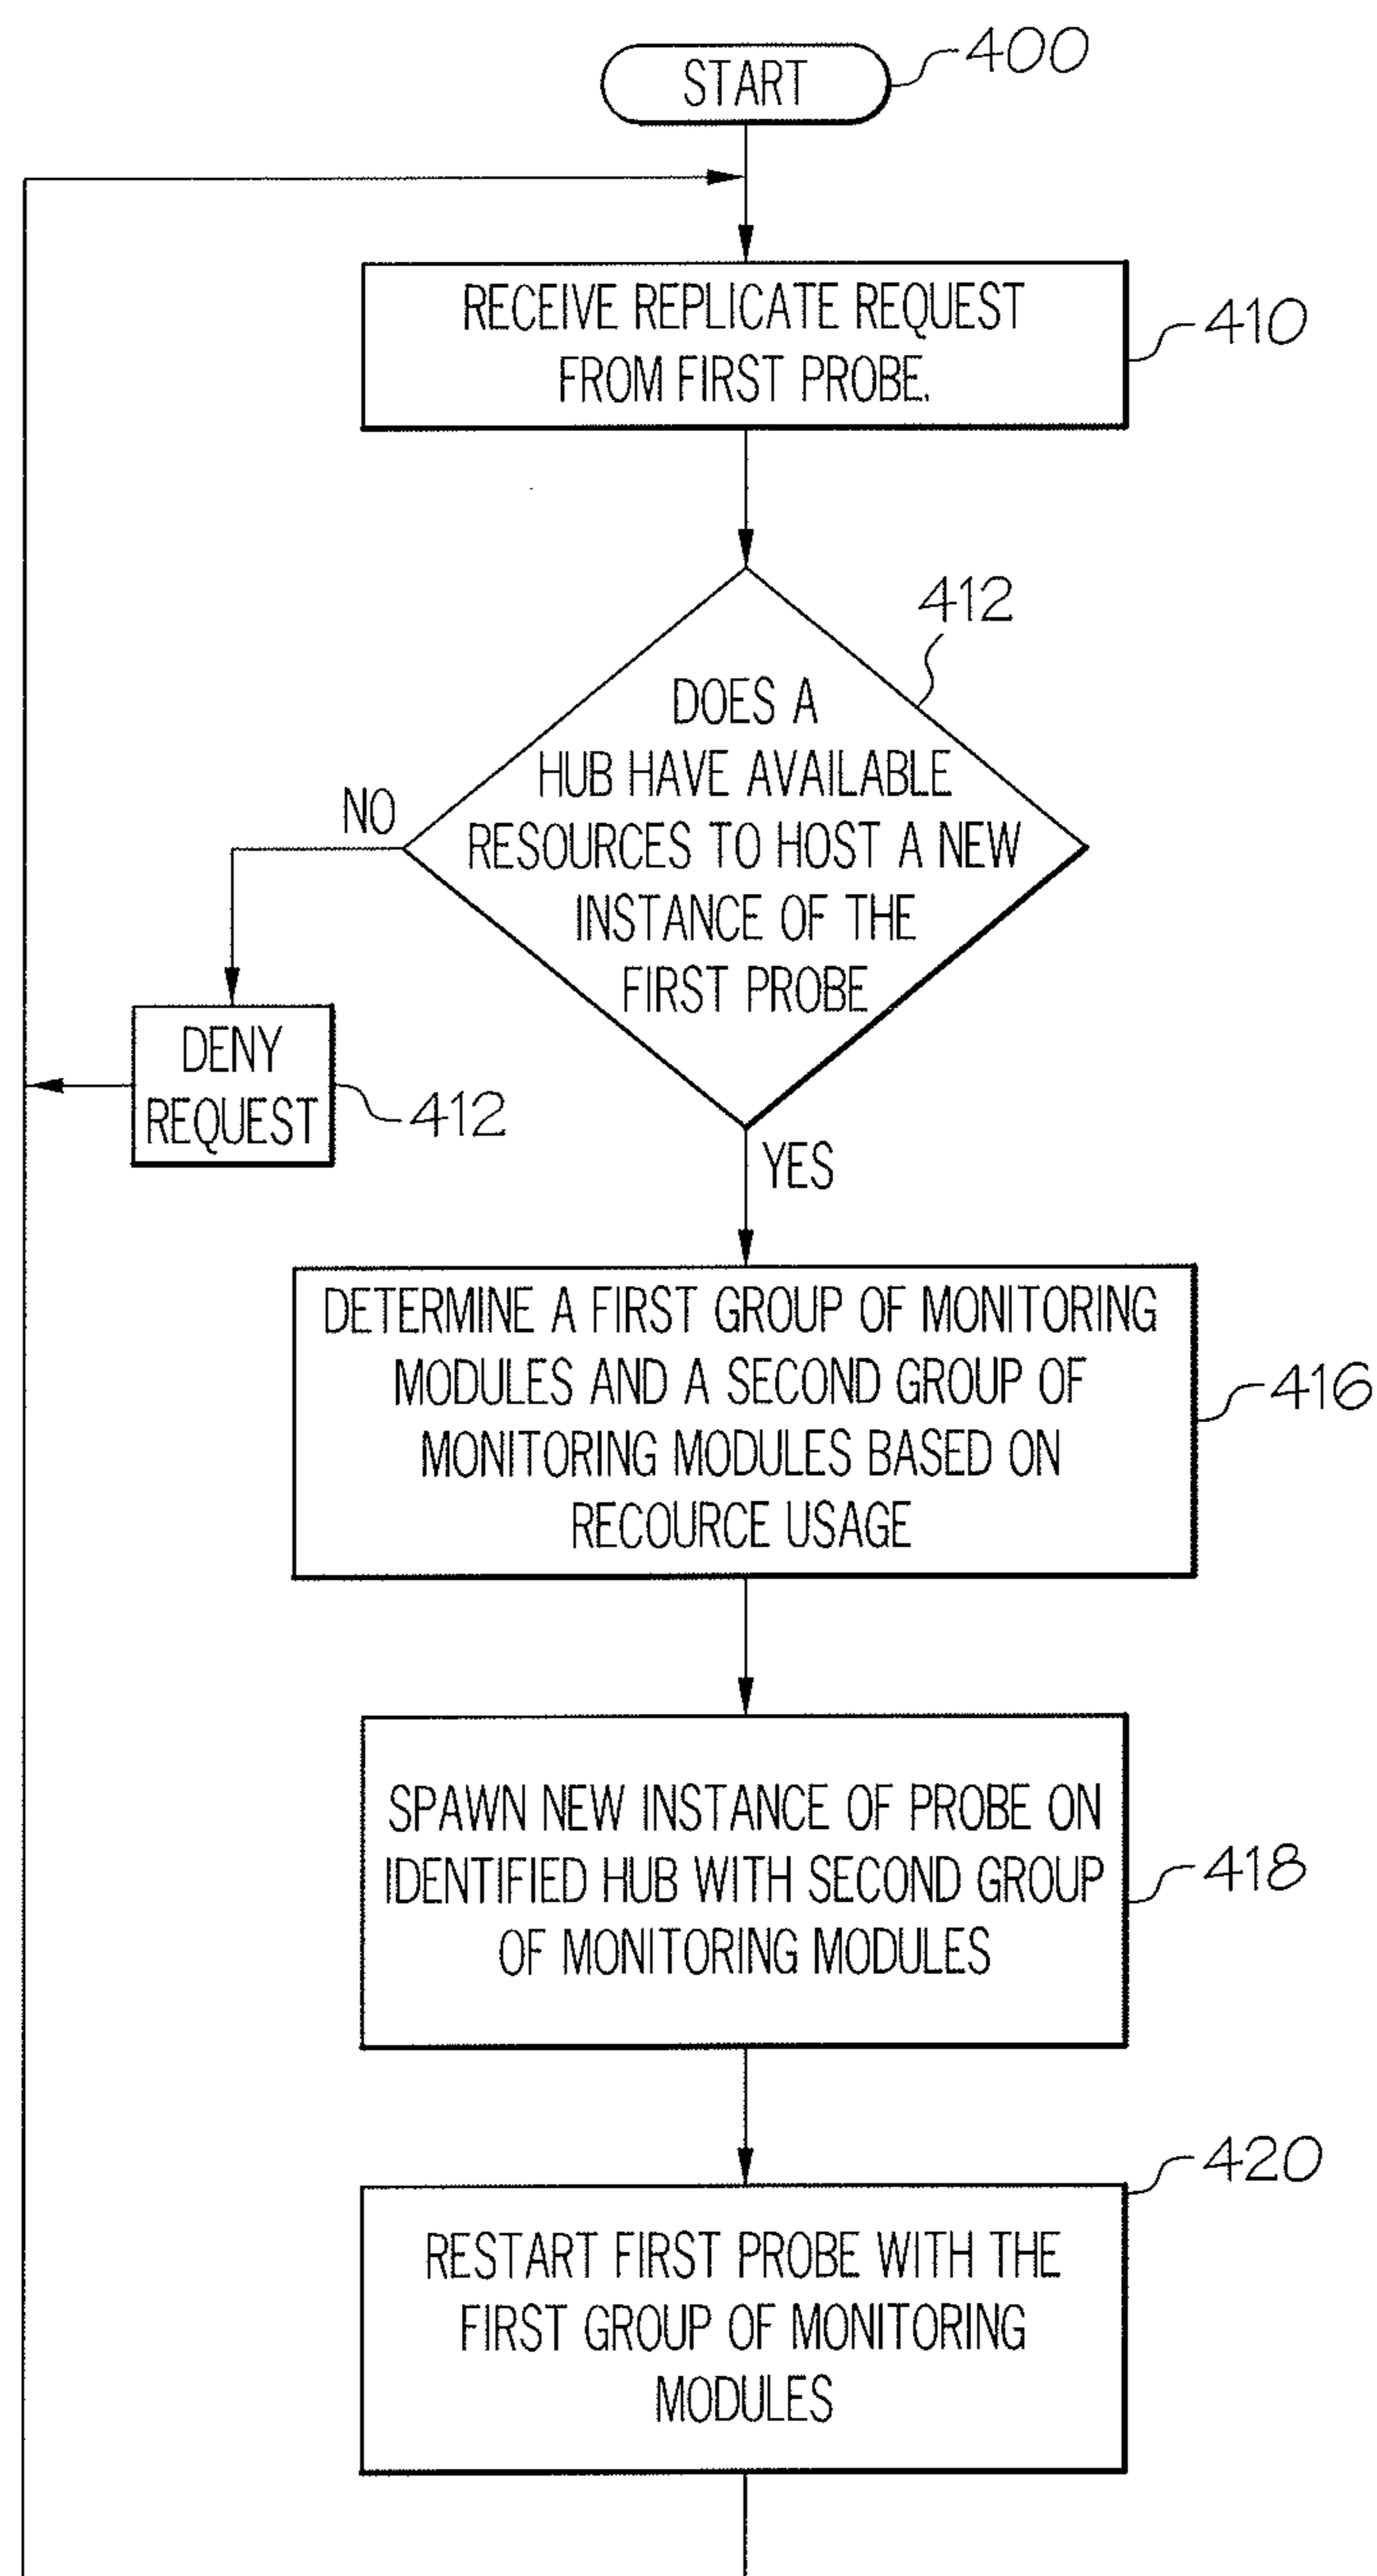 START
400
RECEIVE REPLICATE REQUEST
FROM FIRST PROBE.
410
412
DOES A
HUB HAVE AVAILABLE
RESOURCES TO HOST A NEW
INSTANCE OF THE
FIRST PROBE
NO
DENY
REQUEST
412
YES
DETERMINE A FIRST GROUP OF MONITORING
MODULES AND A SECOND GROUP OF
MONITORING MODULES BASED ON
RECOURCE USAGE
416
SPAWN NEW INSTANCE OF PROBE ON
IDENTIFIED HUB WITH SECOND GROUP
OF MONITORING MODULES
418
420
RESTART FIRST PROBE WITH THE
FIRST GROUP OF MONITORING
MODULES